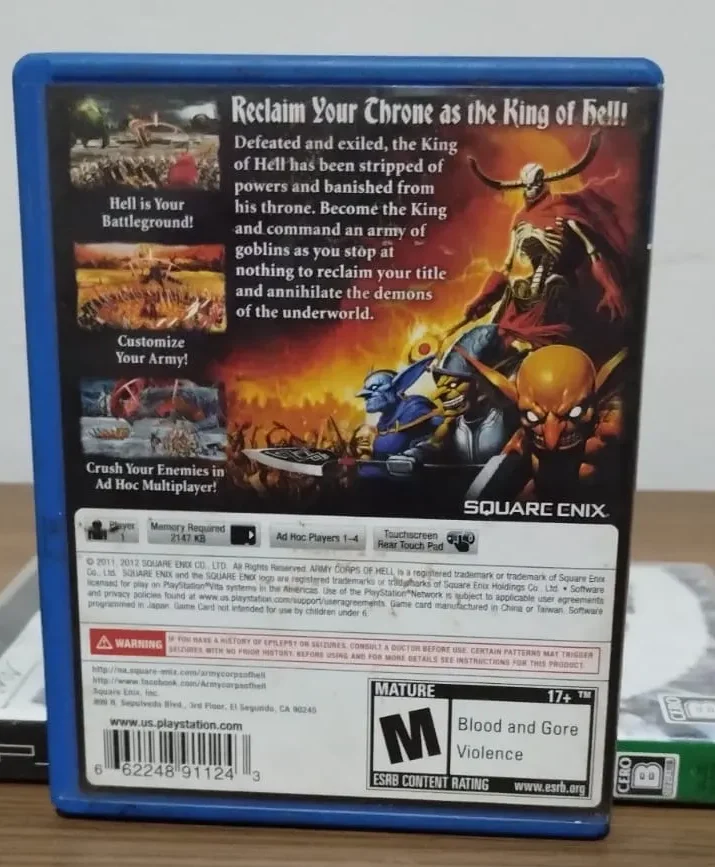 Reclaim Your Throne as the King of Hell!
Defeated and exiled, the King
of Hell has been stripped of
powers and banished from
his throne. Become the King
and command an army of
goblins as you stop at
nothing to reclaim your title
and annihilate the demons
of the underworld.
Hell is Your
Battleground!
Customize
Your Army!
Crush Your Enemies in
Ad Hoc Multiplayer!
SQUARE ENIX
Player
1
Memory Required
2147 KB
Ad Hoc Players 1-4
Touchscreen
Rear Touch Pad
© 2011, 2012 SQUARE ENIX CO., LTD. All Rights Reserved. ARMY CORPS OF HELL is a registered trademark or trademark of Square Enix
Co., Ltd. SQUARE ENIX and the SQUARE ENIX logo are registered trademarks or trademarks of Square Enix Holdings Co., Ltd. • Software
licensed for play on PlayStation®Vita systems in the Americas. Use of the PlayStation®Network is subject to applicable user agreements
and privacy policies found at www.us.playstation.com/support/useragreements. Game card manufactured in China or Taiwan. Software
programmed in Japan. Game Card not intended for use by children under 6.
WARNING
IF YOU HAVE A HISTORY OF EPILEPSY OR SEIZURES, CONSULT A DOCTOR BEFORE USE. CERTAIN PATTERNS MAY TRIGGER
SEIZURES WITH NO PRIOR HISTORY. BEFORE USING AND FOR MORE DETAILS SEE INSTRUCTIONS FOR THIS PRODUCT.
http://na.square-enix.com/armycorpsofhell
http://www.facebook.com/Armycorpsofhell
Square Enix, Inc.
999 N. Sepulveda Blvd., 3rd Floor, El Segundo, CA 90245
www.us.playstation.com
6 62248 91124 3
MATURE 17+ TM
M
Blood and Gore
Violence
ESRB CONTENT RATING www.esrb.org
CERO
B